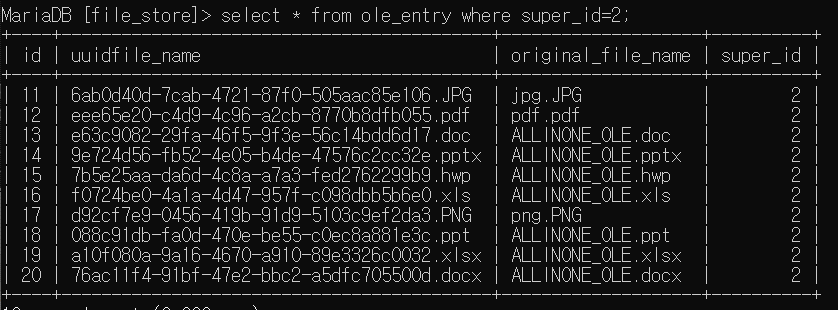 MariaDB [file_store]> select * from ole_entry where super_id=2;
+----+------------------------------------------+--------------------+----------+
| id | uuidfile_name | original_file_name | super_id |
+----+------------------------------------------+--------------------+----------+
| 11 | 6ab0d40d-7cab-4721-87f0-505aac85e106.JPG | jpg.JPG | 2 |
| 12 | eee65e20-c4d9-4c96-a2cb-8770b8dfb055.pdf | pdf.pdf | 2 |
| 13 | e63c9082-29fa-46f5-9f3e-56c14bdd6d17.doc | ALLINONE_OLE.doc | 2 |
| 14 | 9e724d56-fb52-4e05-b4de-47576c2cc32e.pptx | ALLINONE_OLE.pptx | 2 |
| 15 | 7b5e25aa-da6d-4c8a-a7a3-fed2762299b9.hwp | ALLINONE_OLE.hwp | 2 |
| 16 | f0724be0-4a1a-4d47-957f-c098dbb5b6e0.xls | ALLINONE_OLE.xls | 2 |
| 17 | d92cf7e9-0456-419b-91d9-5103c9ef2da3.PNG | png.PNG | 2 |
| 18 | 088c91db-fa0d-470e-be55-c0ec8a881e3c.ppt | ALLINONE_OLE.ppt | 2 |
| 19 | a10f080a-9a16-4670-a910-89e3326c0032.xlsx | ALLINONE_OLE.xlsx | 2 |
| 20 | 76ac11f4-91bf-47e2-bbc2-a5dfc705500d.docx | ALLINONE_OLE.docx | 2 |
+----+------------------------------------------+--------------------+----------+